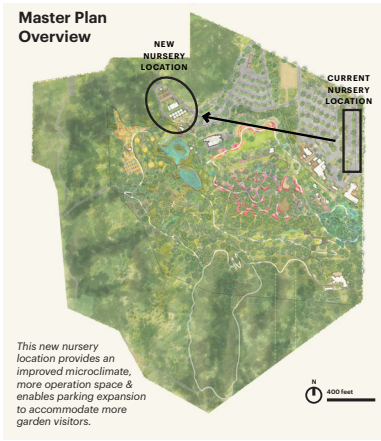 Master Plan
Overview
NEW
NURSERY
LOCATION
CURRENT
NURSERY
LOCATION
This new nursery
location provides an
improved microclimate,
more operation space &
enables parking expansion
to accommodate more
garden visitors.
N
400 feet